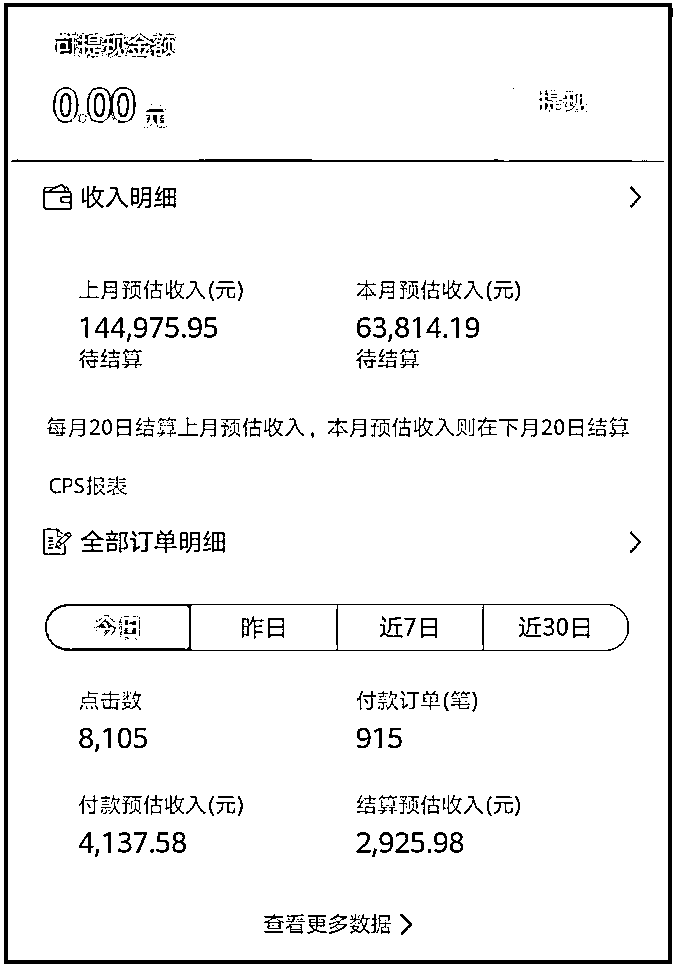 可提现金额
0.00 元 提现
收入明细
上月预估收入(元) 本月预估收入(元)
144,975.95 63,814.19
待结算 待结算
每月20日结算上月预估收入，本月预估收入则在下月20日结算
CPS报表
全部订单明细
今日 昨日 近7日 近30日
点击数 付款订单(笔)
8,105 915
付款预估收入(元) 结算预估收入(元)
4,137.58 2,925.98
查看更多数据